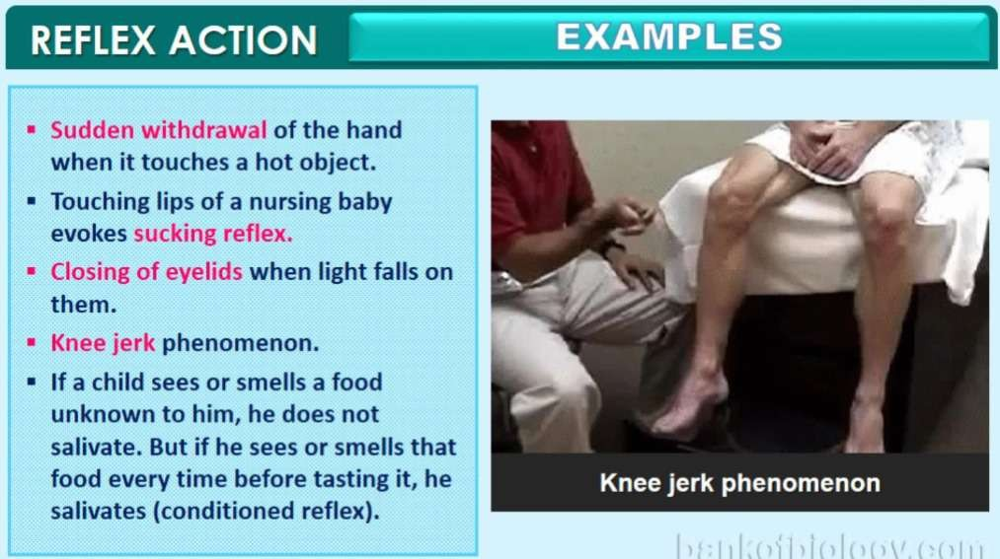 REFLEX ACTION
EXAMPLES
▪ Sudden withdrawal of the hand
when it touches a hot object.
▪ Touching lips of a nursing baby
evokes sucking reflex.
▪ Closing of eyelids when light falls on
them.
▪ Knee jerk phenomenon.
▪ If a child sees or smells a food
unknown to him, he does not
salivate. But if he sees or smells that
food every time before tasting it, he
salivates (conditioned reflex).
Knee jerk phenomenon
bankofbiology.com